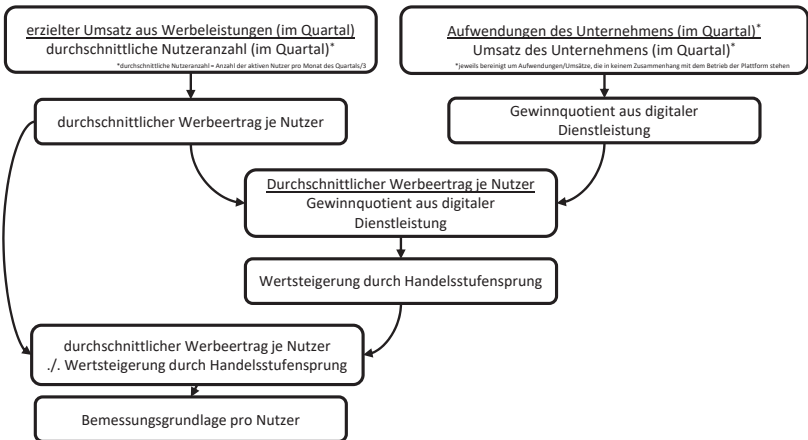 erzielter Umsatz aus Werbeleistungen (im Quartal)
durchschnittliche Nutzeranzahl (im Quartal)*
*durchschnittliche Nutzeranzahl = Anzahl der aktiven Nutzer pro Monat des Quartals/3
Aufwendungen des Unternehmens (im Quartal)*
Umsatz des Unternehmens (im Quartal)*
*jeweils bereinigt um Aufwendungen/Umsätze, die in keinem Zusammenhang mit dem Betrieb der Plattform stehen
durchschnittlicher Werbeertrag je Nutzer
Gewinnquotient aus digitaler
Dienstleistung
Durchschnittlicher Werbeertrag je Nutzer
Gewinnquotient aus digitaler
Dienstleistung
Wertsteigerung durch Handelsstufensprung
durchschnittlicher Werbeertrag je Nutzer
./. Wertsteigerung durch Handelsstufensprung
Bemessungsgrundlage pro Nutzer